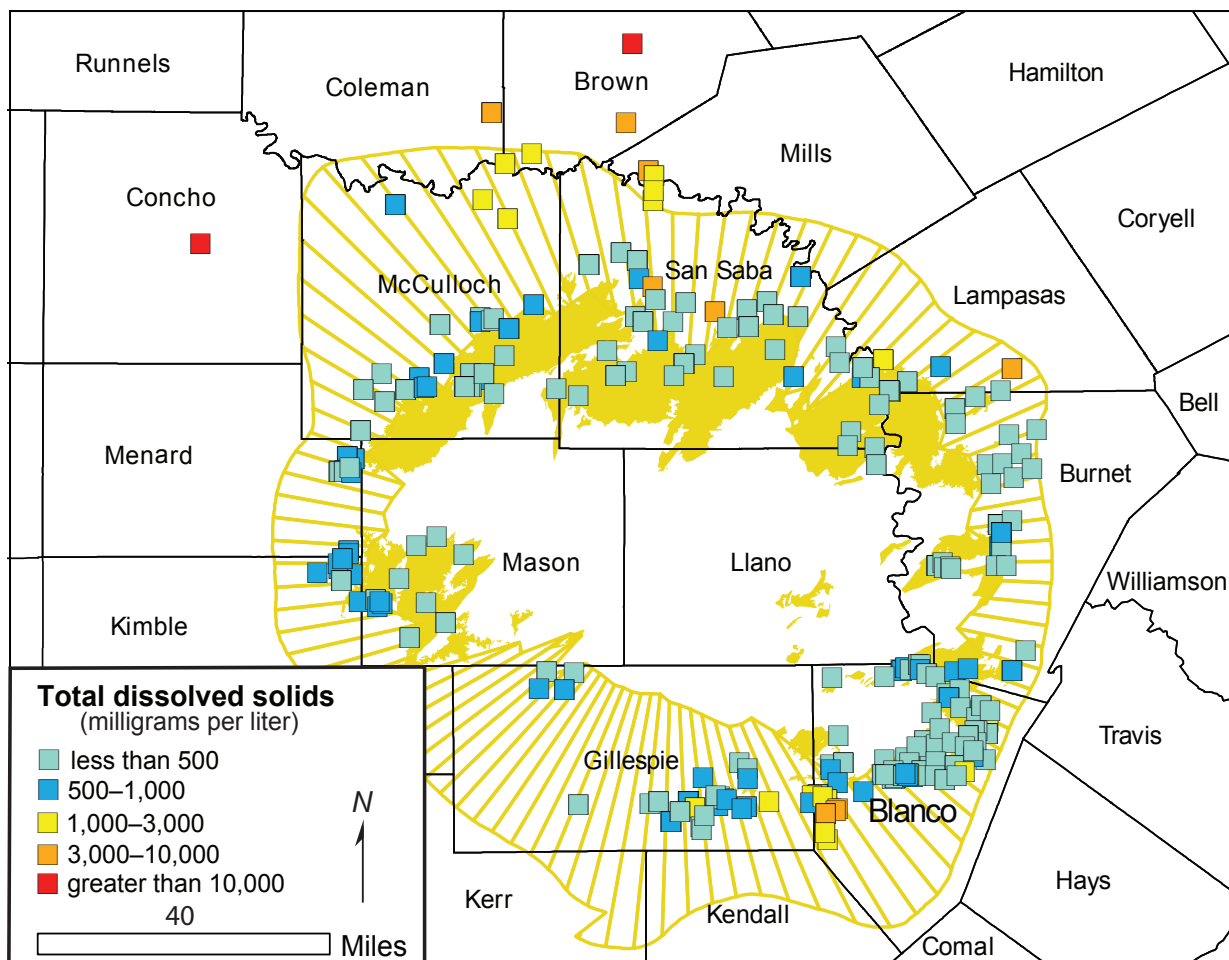 Runnels
Coleman
Brown
Hamilton
Mills
Concho
Coryell
McCulloch
San Saba
Lampasas
Bell
Menard
Burnet
Mason
Llano
Williamson
Kimble
Travis
Gillespie
Blanco
Hays
Kerr
Kendall
Comal
Total dissolved solids
(milligrams per liter)
less than 500
500–1,000
1,000–3,000
3,000–10,000
greater than 10,000
N
40
Miles